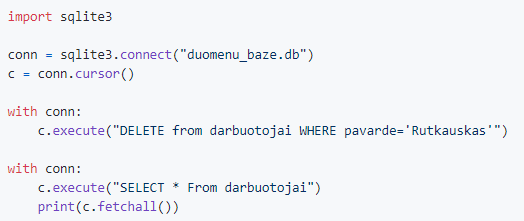 import sqlite3
conn = sqlite3.connect("duomenu_baze.db")
c = conn.cursor()
with conn:
    c.execute("DELETE from darbuotojai WHERE pavarde='Rutkauskas'")
with conn:
    c.execute("SELECT * From darbuotojai")
    print(c.fetchall())